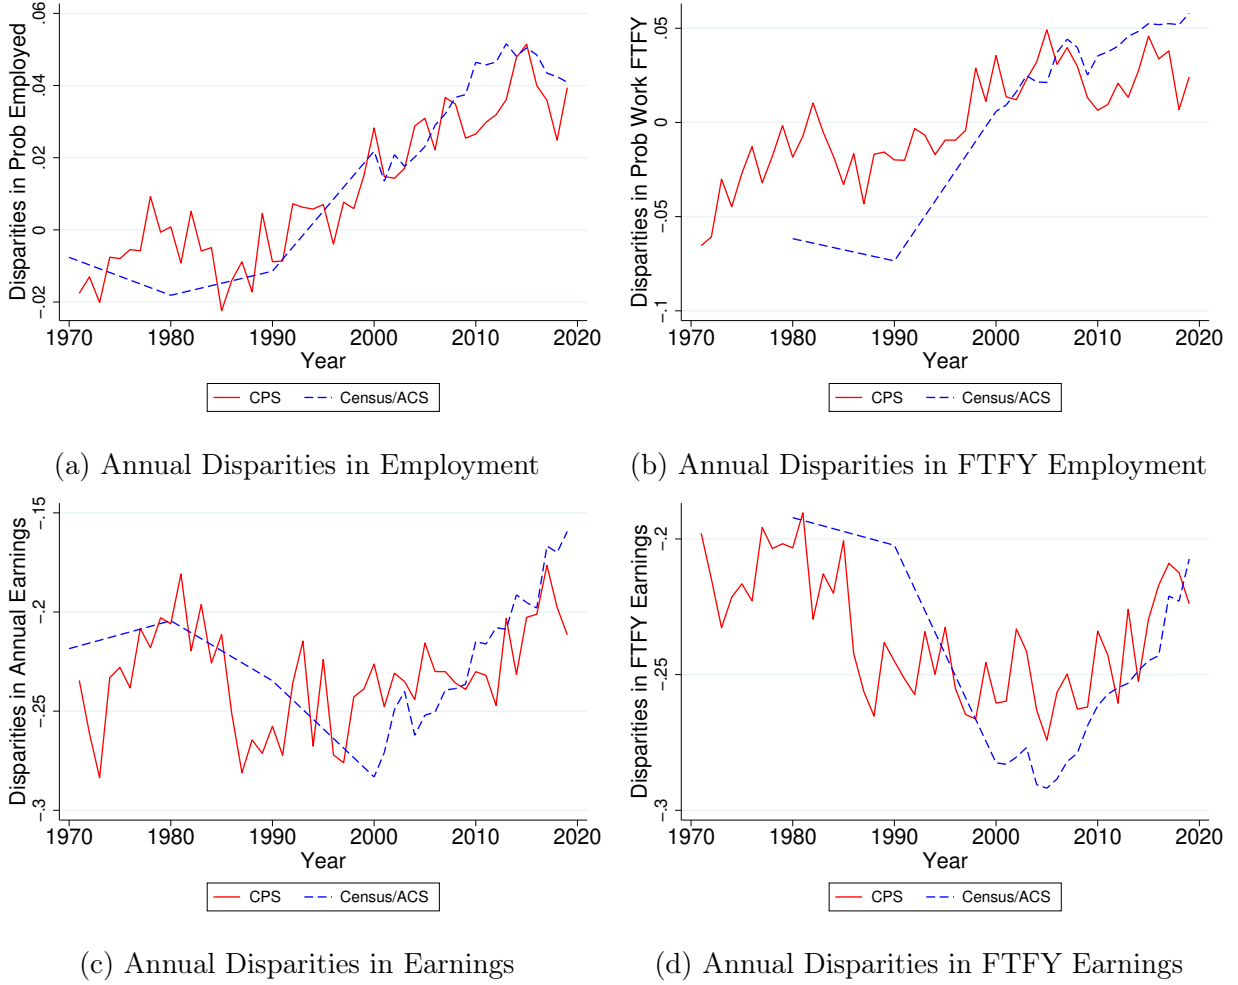 Disparities in Prob Employed
.06
.04
.02
0
-.02
1970 1980 1990 2000 2010 2020
Year
CPS Census/ACS
(a) Annual Disparities in Employment
Disparities in Prob Work FTFY
.05
0
-.05
-.1
1970 1980 1990 2000 2010 2020
Year
CPS Census/ACS
(b) Annual Disparities in FTFY Employment
Disparities in Annual Earnings
-.15
-.2
-.25
-.3
1970 1980 1990 2000 2010 2020
Year
CPS Census/ACS
(c) Annual Disparities in Earnings
Disparities in FTFY Earnings
-.2
-.25
-.3
1970 1980 1990 2000 2010 2020
Year
CPS Census/ACS
(d) Annual Disparities in FTFY Earnings